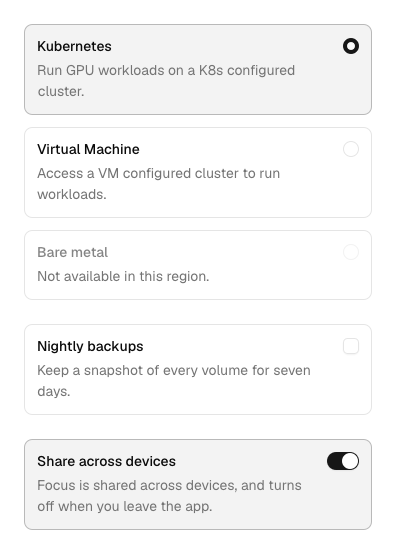 Kubernetes
Run GPU workloads on a K8s configured
cluster.
Virtual Machine
Access a VM configured cluster to run
workloads.
Bare metal
Not available in this region.
Nightly backups
Keep a snapshot of every volume for seven
days.
Share across devices
Focus is shared across devices, and turns
off when you leave the app.